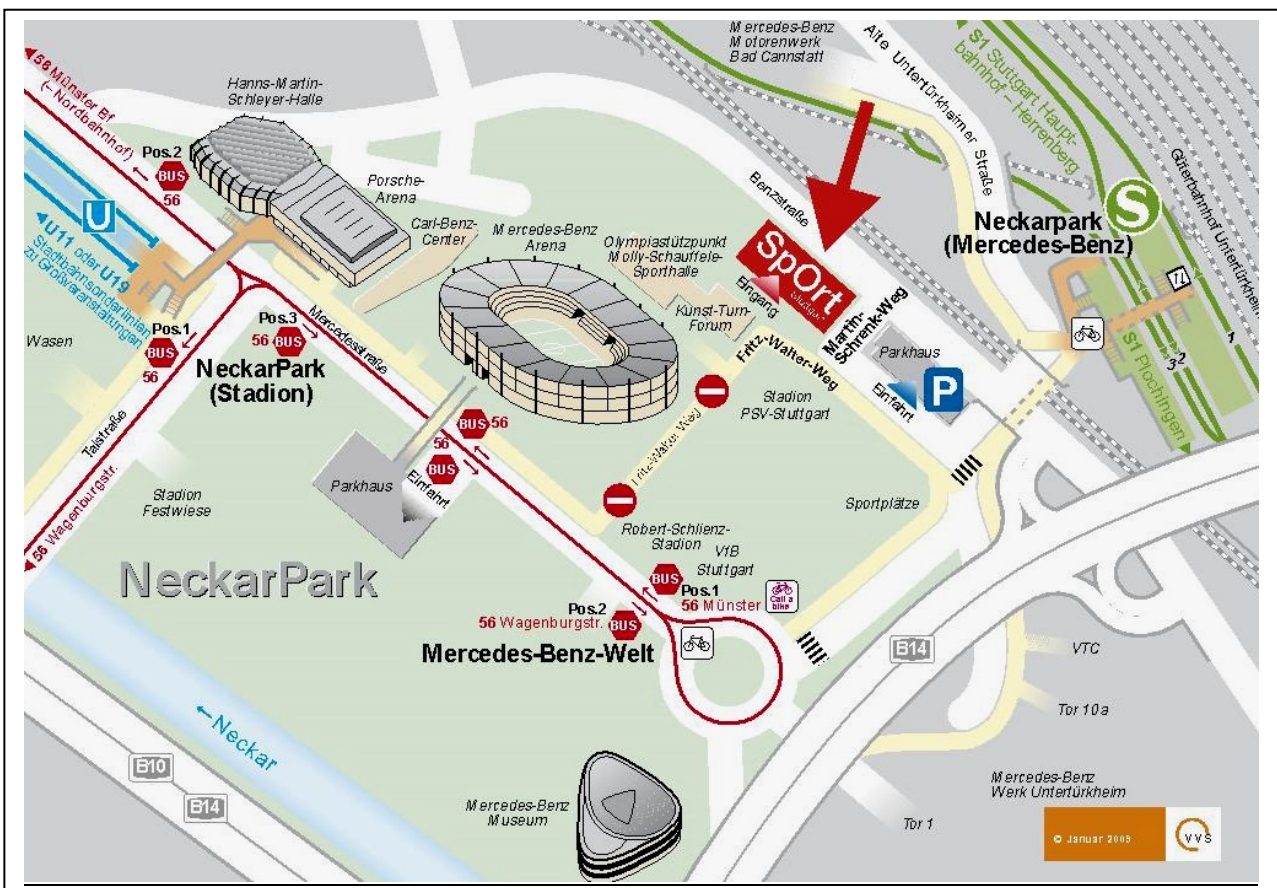 Mercedes-Benz
Motorenwerk
Bad Cannstatt
Alte Untertürkheimer Straße
S1 Stuttgart Haupt-
bahnhof – Herrenberg
Güterbahnhof Untertürkheim
56 Münster Bf
(– Nordbahnhof)
Hanns-Martin-
Schleyer-Halle
Pos.2
BUS
56
Porsche-
Arena
Carl-Benz-
Center
Mercedes-Benz
Arena
Olympiastützpunkt
Molly-Schauffele-
Sporthalle
Benzstraße
SpOrt
Stuttgart
Eingang
Kunst-Turn-
Forum
Martin-
Schrenk-Weg
Neckarpark
(Mercedes-Benz)
S
U
U11 oder U19
Stadtbahnsonderlinien
zu Großveranstaltungen
Wasen
Pos.1
BUS
56
Pos.3
56 BUS
Mercedesstraße
NeckarPark
(Stadion)
Fritz-Walter-Weg
Parkhaus
P
Einfahrt
Stadion
PSV-Stuttgart
S1 Plochingen
3 2
1
Talstraße
BUS 56
56
BUS
Parkhaus
Einfahrt
Fritz-Walter Weg
Stadion
Festwiese
56 Wagenburgstr.
Sportplätze
Robert-Schlienz-
Stadion
VfB
Stuttgart
NeckarPark
BUS
Pos.1
56 Münster
Call a
bike
Pos.2
56 Wagenburgstr. BUS
Mercedes-Benz-Welt
B14
VTC
Tor 10a
Neckar
B10
B14
Mercedes-Benz
Museum
Mercedes-Benz
Werk Untertürkheim
Tor 1
© Januar 2009
VVS